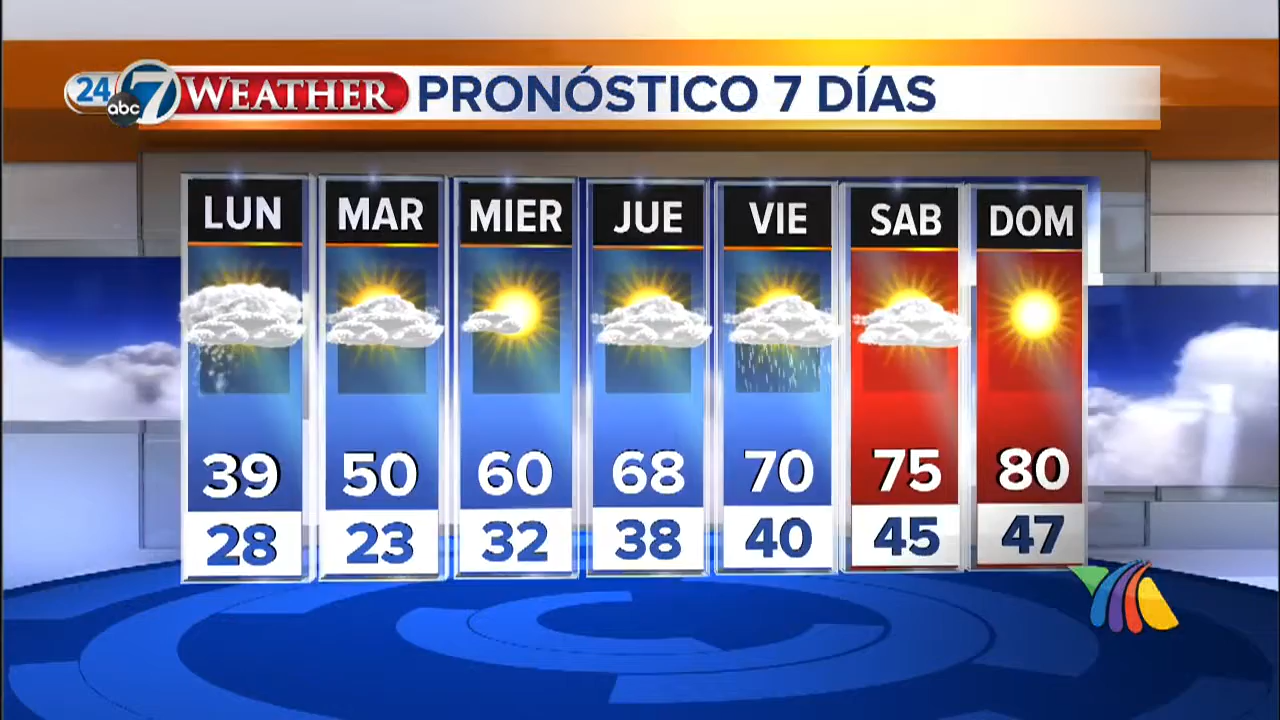 24 abc 7 WEATHER PRONÓSTICO 7 DÍAS
LUN MAR MIER JUE VIE SAB DOM
39 50 60 68 70 75 80
28 23 32 38 40 45 47